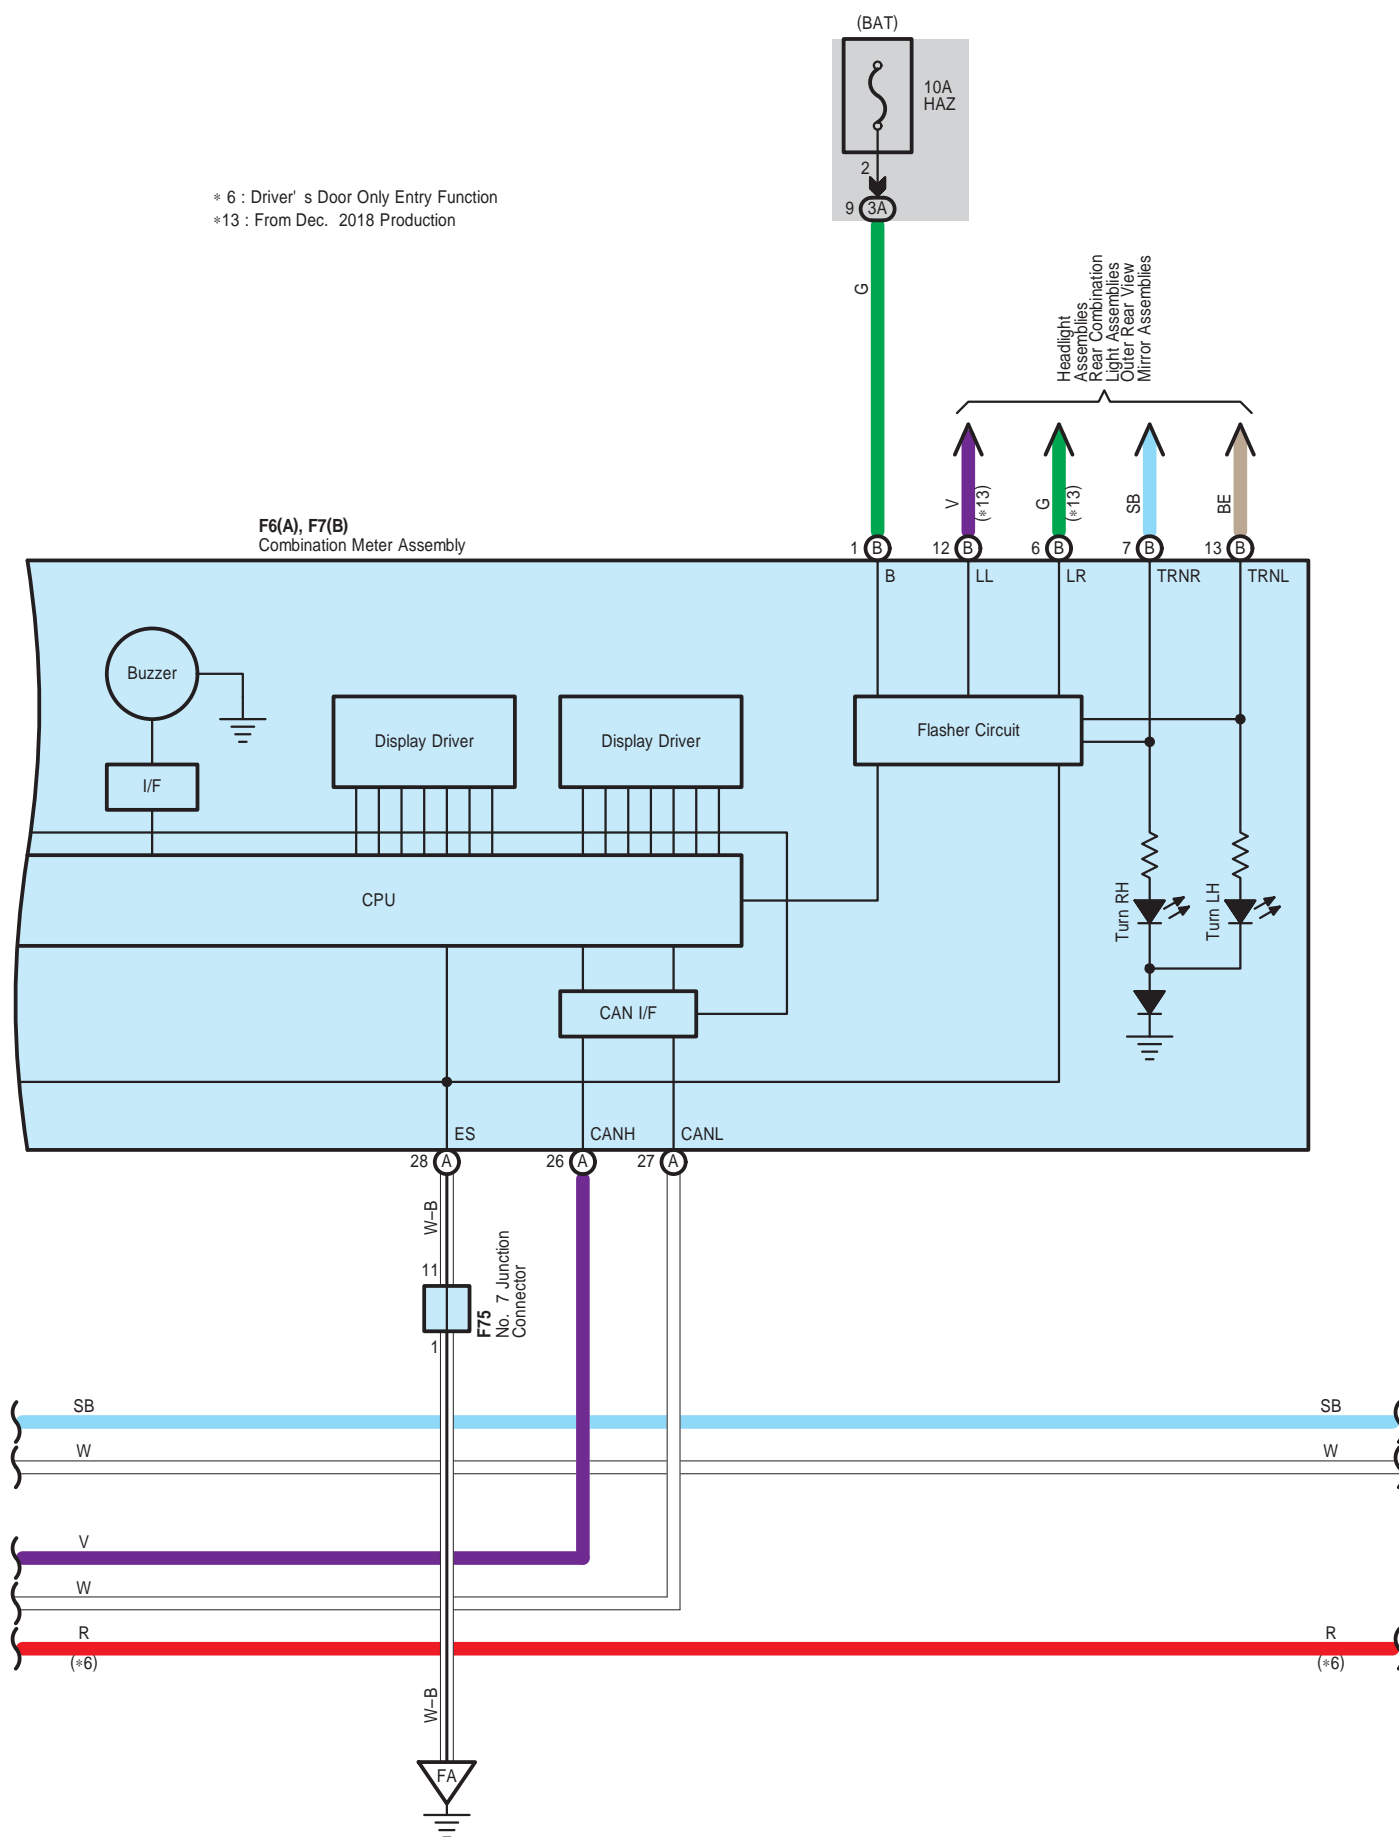 (BAT)
10A
HAZ
2
9 3A
* 6 : Driver' s Door Only Entry Function
*13 : From Dec. 2018 Production
G
Headlight
Assemblies
Rear Combination
Light Assemblies
Outer Rear View
Mirror Assemblies
V
(*13)
G
(*13)
SB
BE
F6(A), F7(B)
Combination Meter Assembly
1 B
12 B
6 B
7 B
13 B
B
LL
LR
TRNR
TRNL
Buzzer
I/F
Display Driver
Display Driver
Flasher Circuit
CPU
Turn RH
Turn LH
CAN I/F
ES
CANH
CANL
28 A
26 A
27 A
W-B
11
F75
No. 7 Junction
Connector
1
SB
SB
W
W
V
W
R
(*6)
R
(*6)
W-B
FA